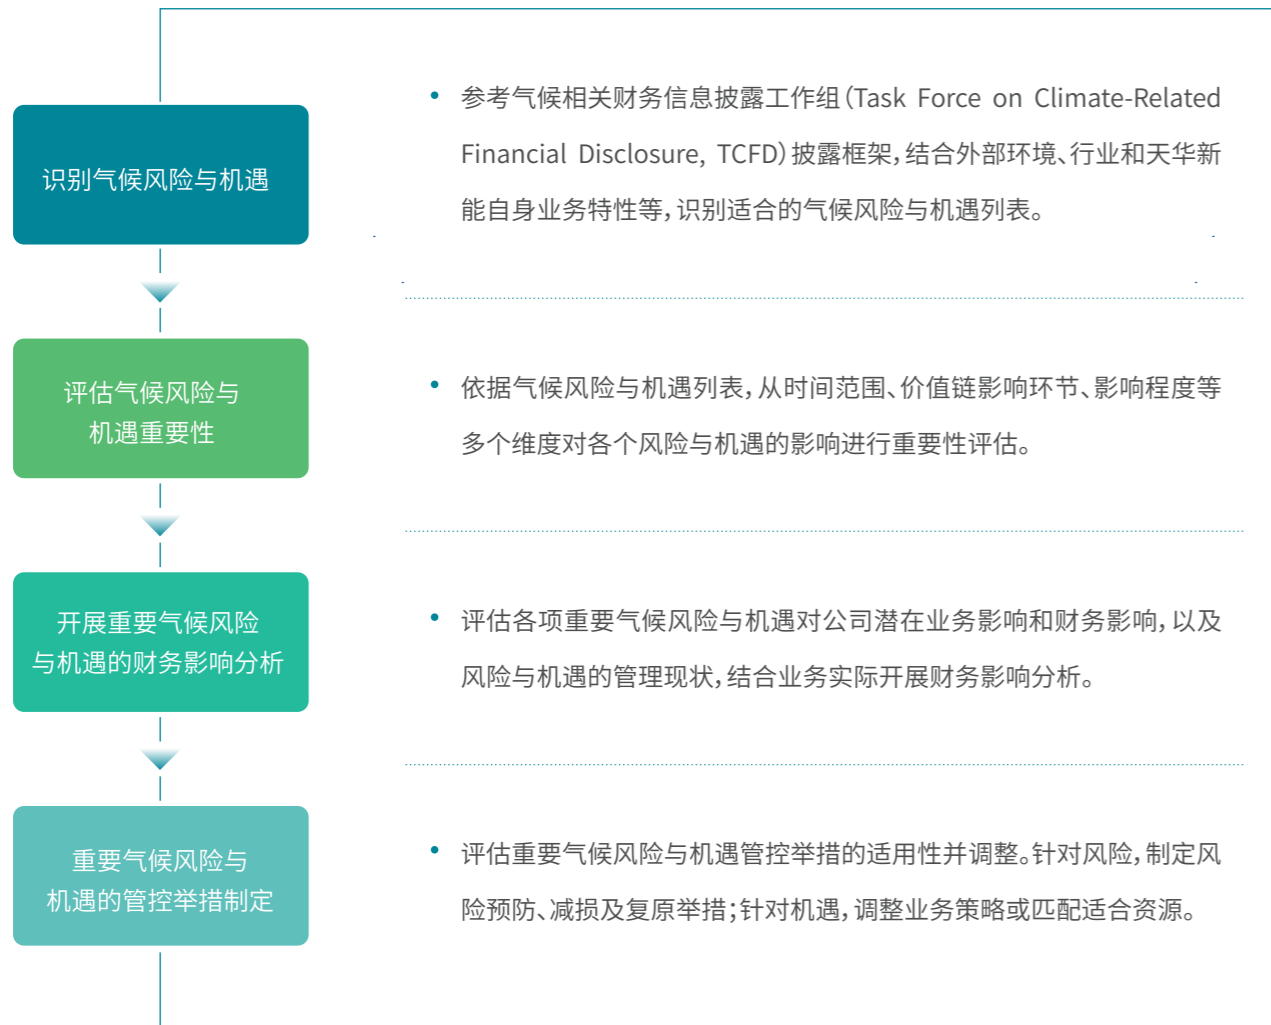 识别气候风险与机遇
参考气候相关财务信息披露工作组(Task Force on Climate-Related
Financial Disclosure, TCFD)披露框架,结合外部环境、行业和天华新
能自身业务特性等,识别适合的气候风险与机遇列表。
评估气候风险与
机遇重要性
依据气候风险与机遇列表,从时间范围、价值链影响环节、影响程度等
多个维度对各个风险与机遇的影响进行重要性评估。
开展重要气候风险
与机遇的财务影响分析
评估各项重要气候风险与机遇对公司潜在业务影响和财务影响,以及
风险与机遇的管理现状,结合业务实际开展财务影响分析。
重要气候风险与
机遇的管控举措制定
评估重要气候风险与机遇管控举措的适用性并调整。针对风险,制定风
险预防、减损及复原举措;针对机遇,调整业务策略或匹配适合资源。